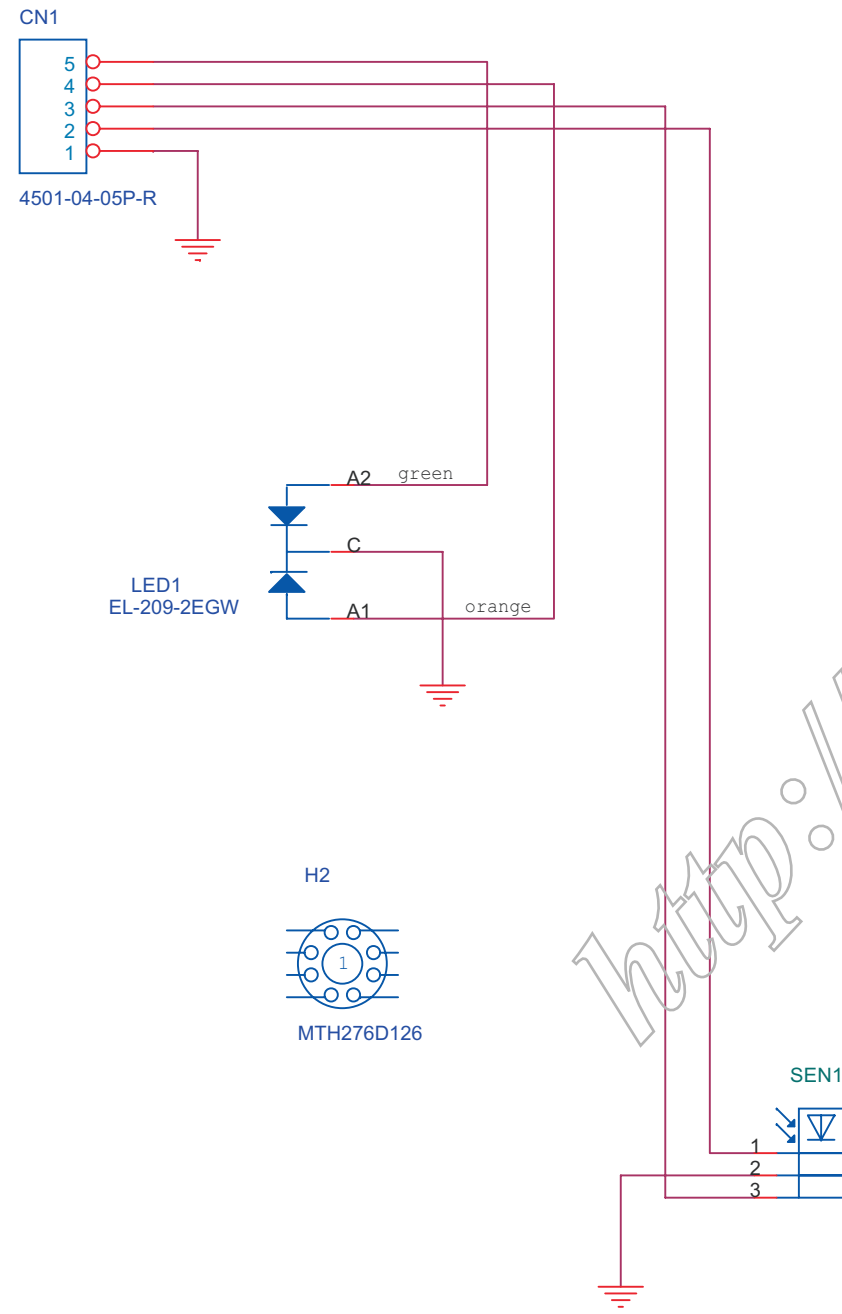 CN1
5
4
3
2
1
4501-04-05P-R
A2 green
C
LED1
EL-209-2EGW
A1 orange
http://
H2
1
MTH276D126
SEN1
1
2
3